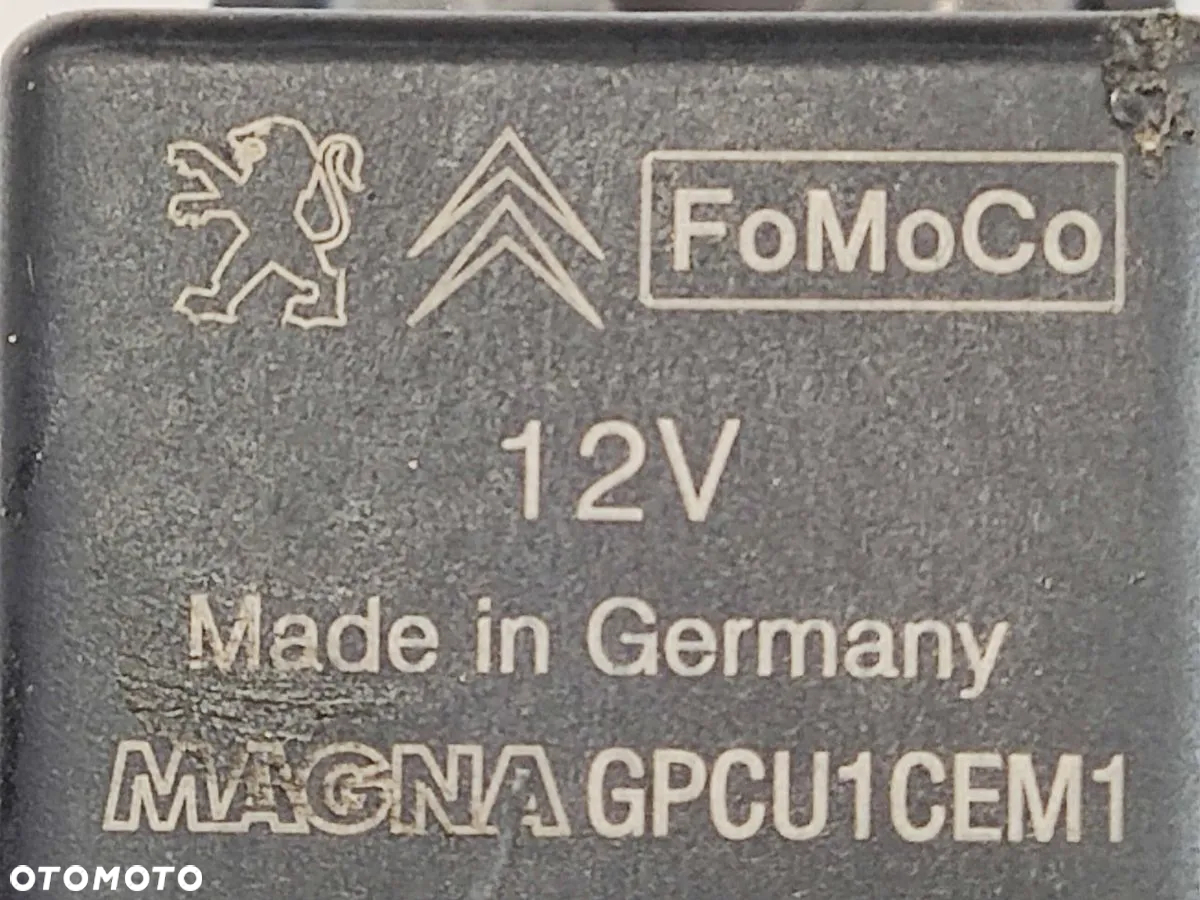 FoMoCo
12V
Made in Germany
MAGNA GPCU1CEM1
OTOMOTO